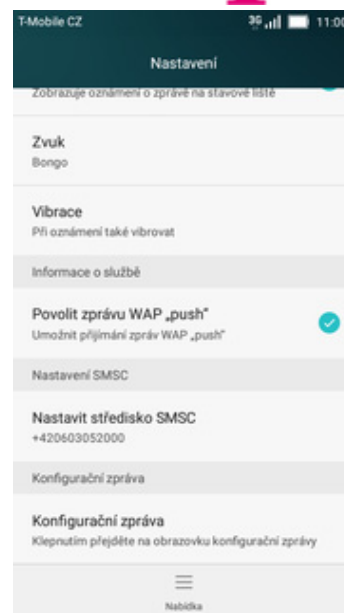 T-Mobile CZ 3G 11:00
Nastavení
Zobrazuje oznámení o zprávě na stavové liště
Zvuk
Bongo
Vibrace
Při oznámení také vibrovat
Informace o službě
Povolit zprávu WAP „push“
Umožnit přijímání zpráv WAP „push“
Nastavení SMSC
Nastavit středisko SMSC
+420603052000
Konfigurační zpráva
Konfigurační zpráva
Klepnutím přejděte na obrazovku konfigurační zprávy
Nabídka